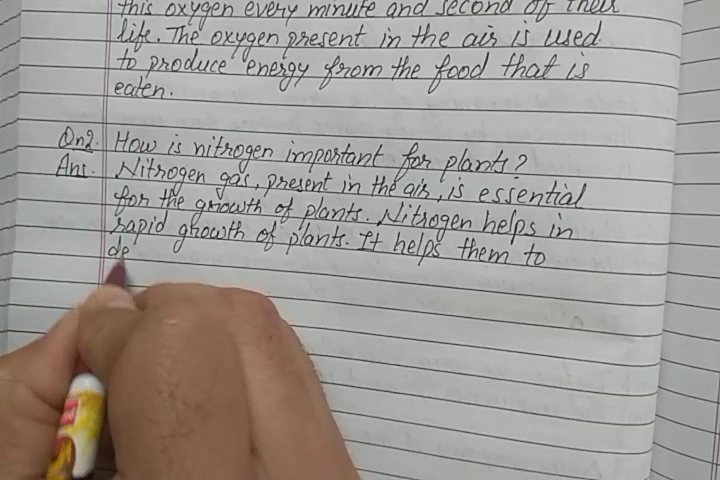 this oxygen every minute and second of their
life. The oxygen present in the air is used
to produce energy from the food that is
eaten.
Qn2. How is nitrogen important for plants?
Ans. Nitrogen gas, present in the air, is essential
for the growth of plants. Nitrogen helps in
rapid growth of plants. It helps them to
de